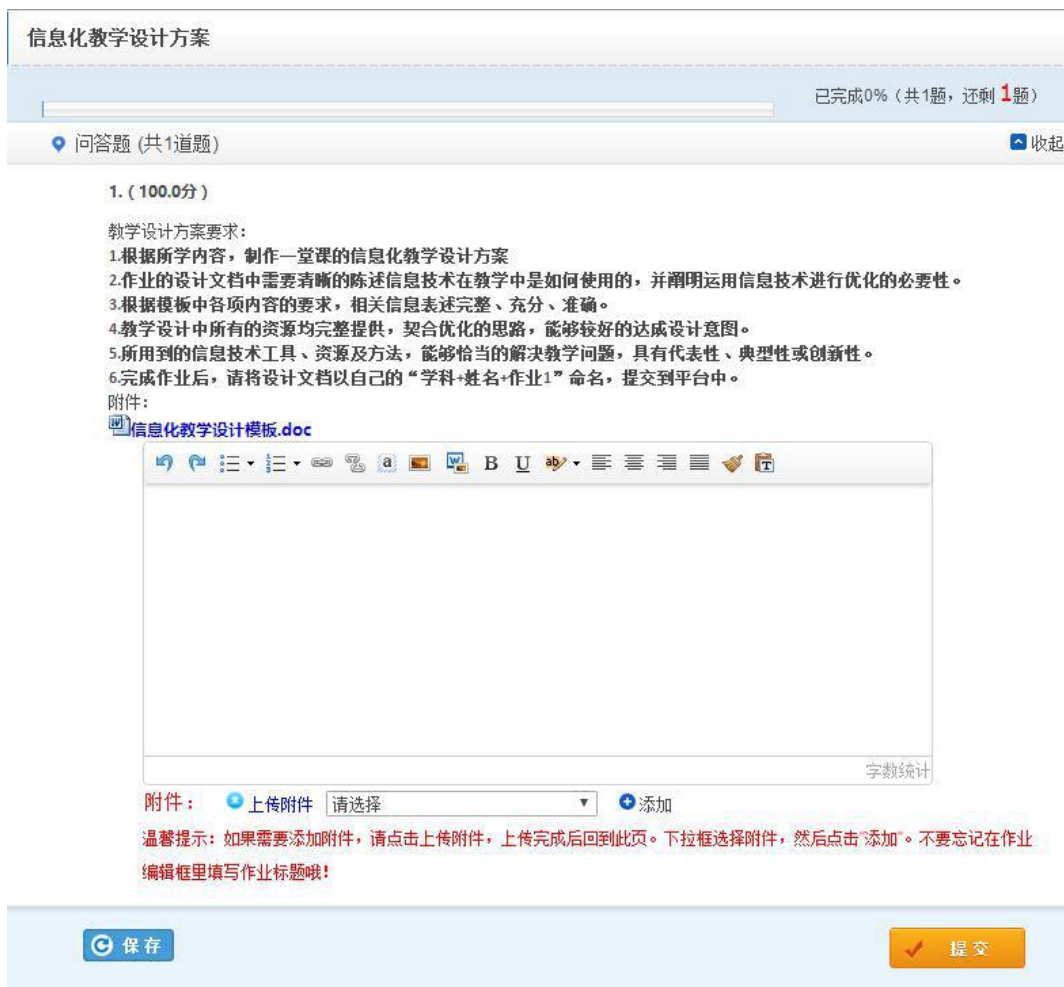 信息化教学设计方案
已完成0%（共1题，还剩1题）
问答题 (共1道题)
收起
1.（100.0分）
教学设计方案要求：
1.根据所学内容，制作一堂课的信息化教学设计方案
2.作业的设计文档中需要清晰的陈述信息技术在教学中是如何使用的，并阐明运用信息技术进行优化的必要性。
3.根据模板中各项内容的要求，相关信息表述完整、充分、准确。
4.教学设计中所有的资源均完整提供，契合优化的思路，能够较好的达成设计意图。
5.所用到的信息技术工具、资源及方法，能够恰当的解决教学问题，具有代表性、典型性或创新性。
6.完成作业后，请将设计文档以自己的“学科+姓名+作业1”命名，提交到平台中。
附件：
信息化教学设计模板.doc
B U
字数统计
附件： 上传附件 请选择 添加
温馨提示：如果需要添加附件，请点击上传附件，上传完成后回到此页。下拉框选择附件，然后点击"添加"。不要忘记在作业
编辑框里填写作业标题哦！
保存
提交